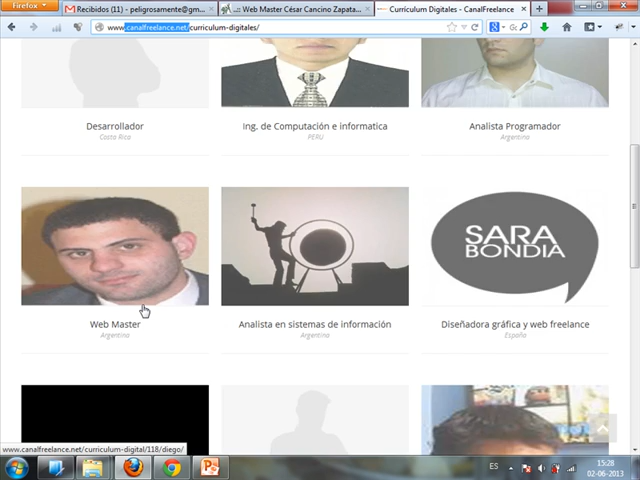 Firefox
Recibidos (11) - peligrosamente@gm...
.:: Web Master César Cancino Zapata...
Curriculum Digitales - CanalFreelance
www.canalfreelance.net/curriculum-digitales/
Desarrollador
Costa Rica
Ing. de Computación e informatica
PERU
Analista Programador
Argentina
SARA
BONDIA
Web Master
Argentina
Analista en sistemas de información
Argentina
Diseñadora gráfica y web freelance
España
www.canalfreelance.net/curriculum-digital/118/diego/
ES
15:28
02-06-2013